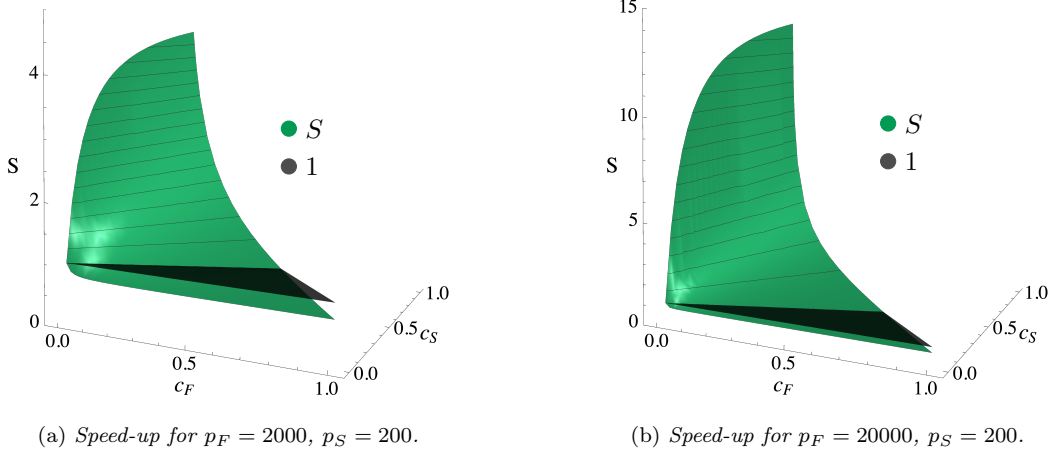 4
2
0
S
S
1
0.0
0.5
1.0
c_F
0.0
0.5
1.0
c_S
(a) Speed-up for p_F = 2000, p_S = 200.
15
10
5
0
S
S
1
0.0
0.5
1.0
c_F
0.0
0.5
1.0
c_S
(b) Speed-up for p_F = 20000, p_S = 200.